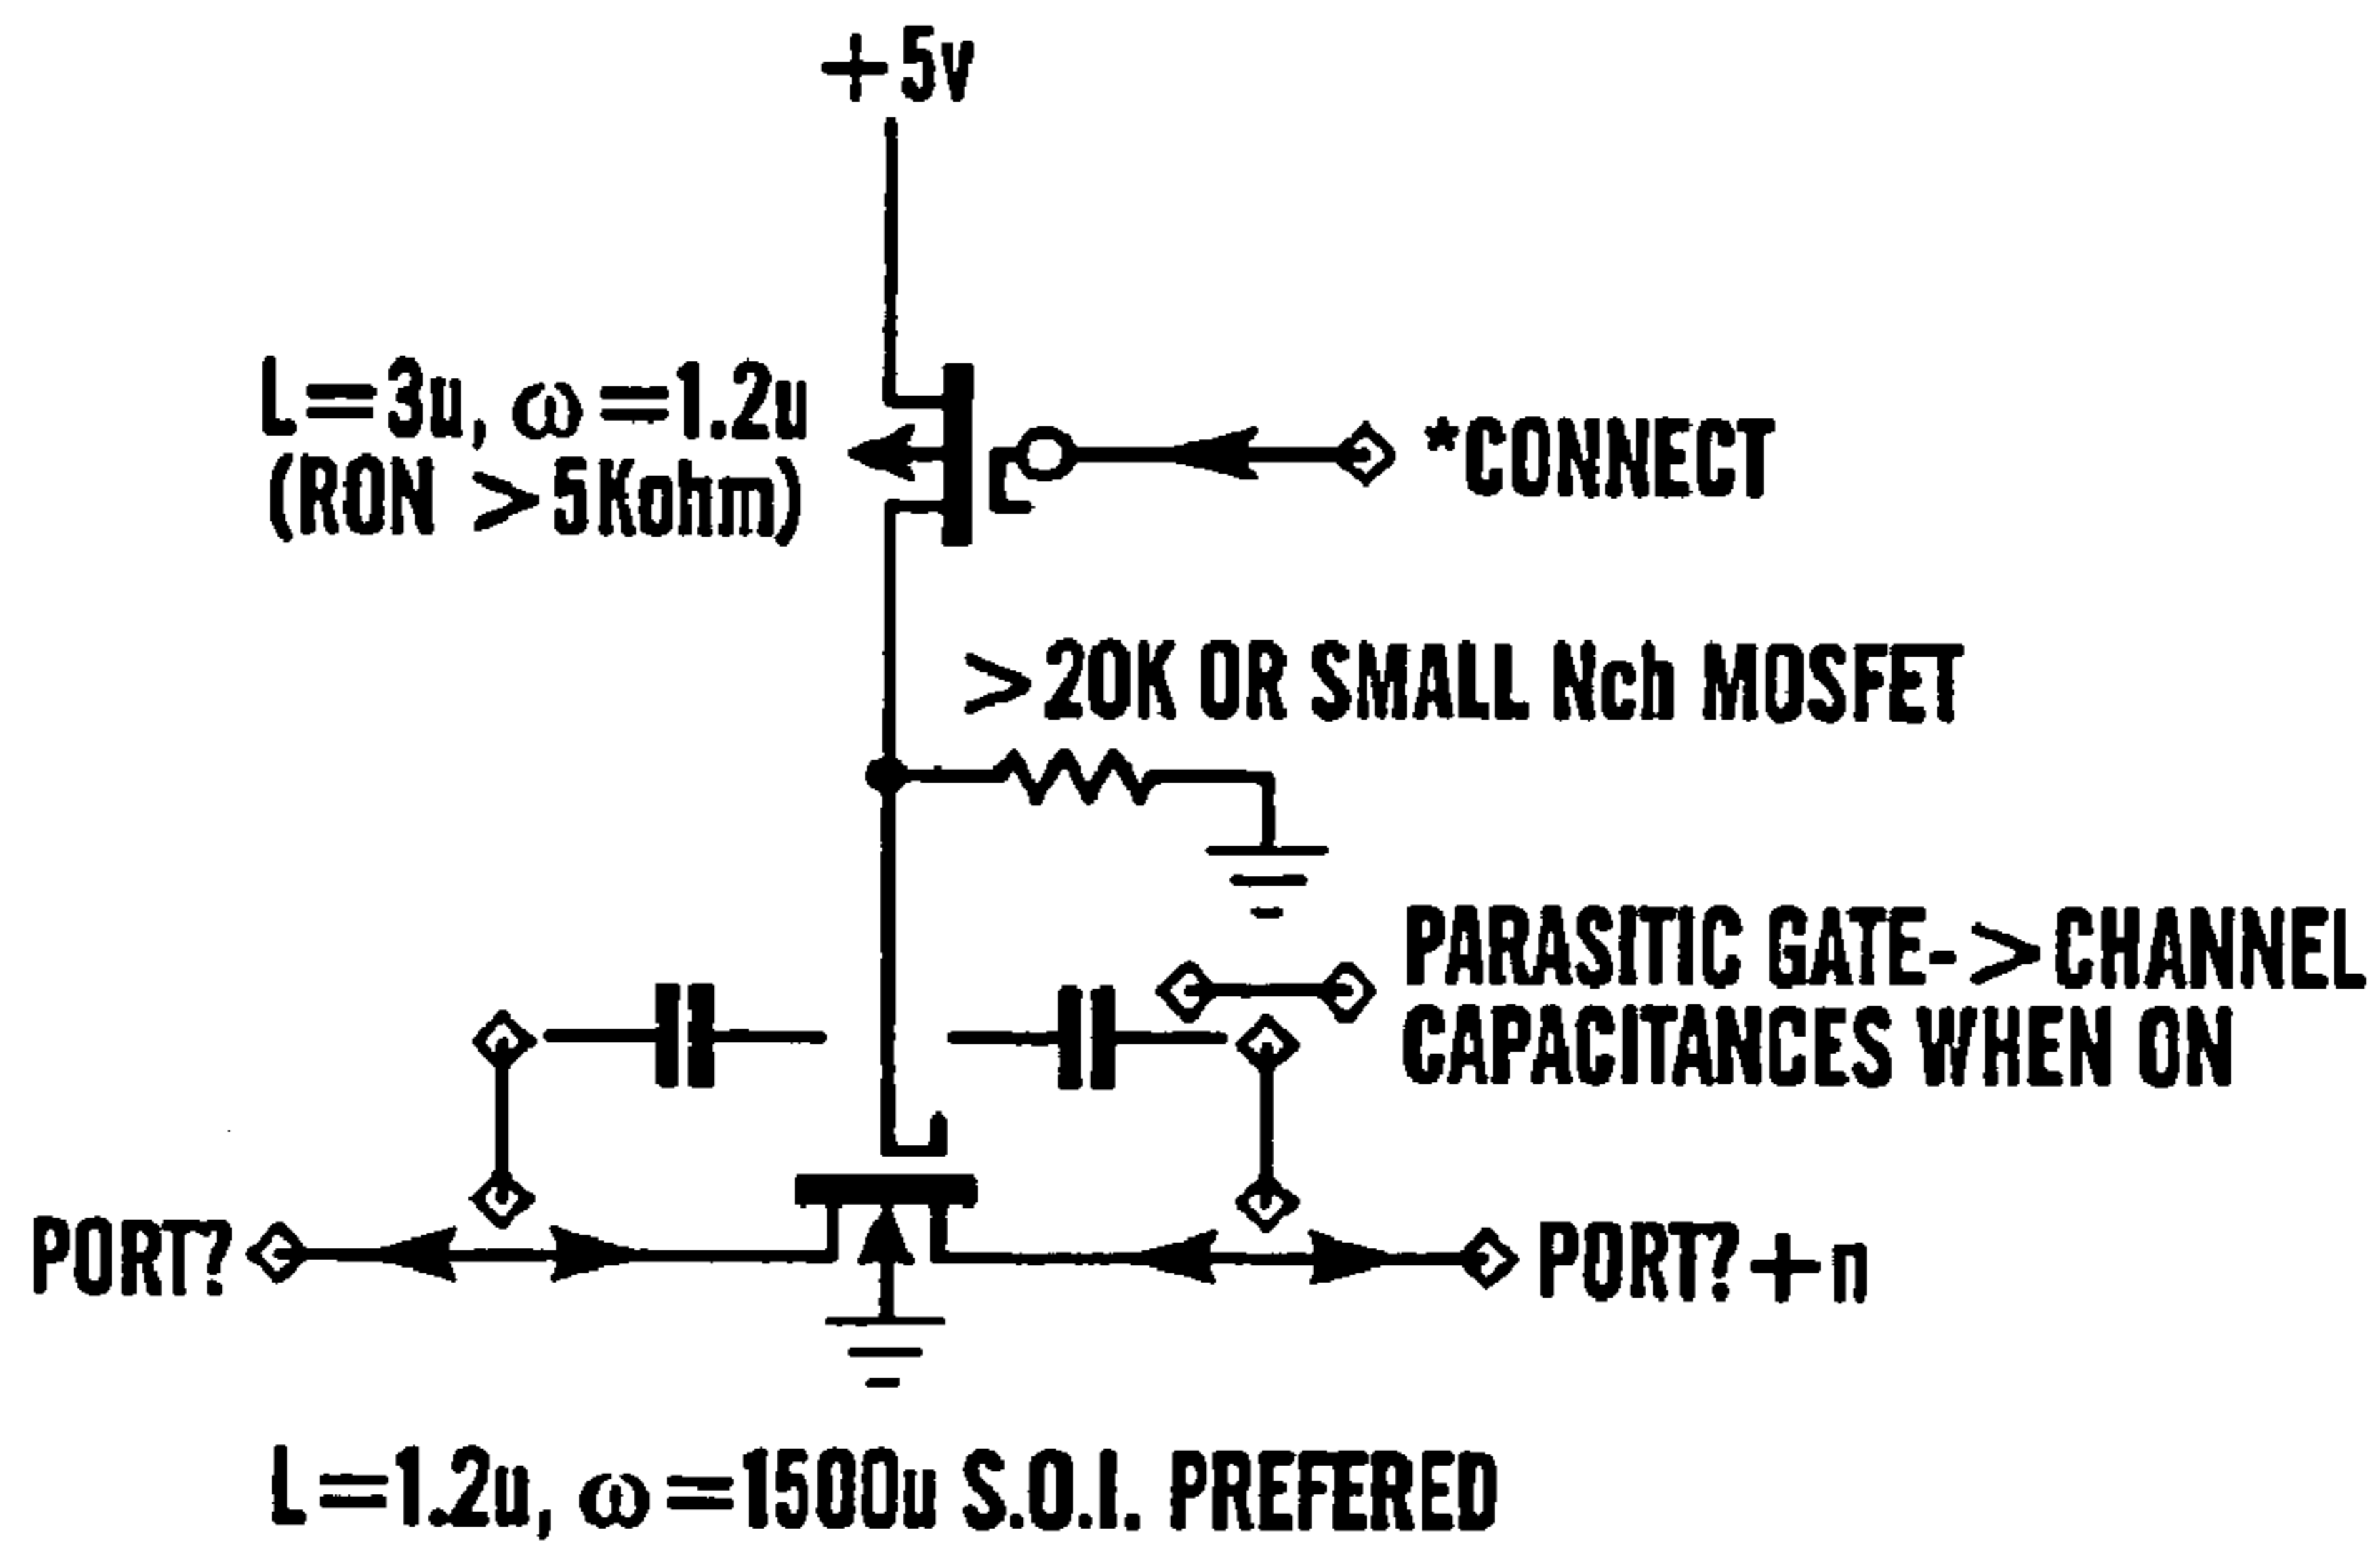 +5v
L=3u, ω=1.2u
(RON >5Kohm)
*CONNECT
>20K OR SMALL Nch MOSFET
PARASITIC GATE->CHANNEL
CAPACITANCES WHEN ON
PORT?
PORT?+n
L=1.2u, ω=1500u S.O.I. PREFERED